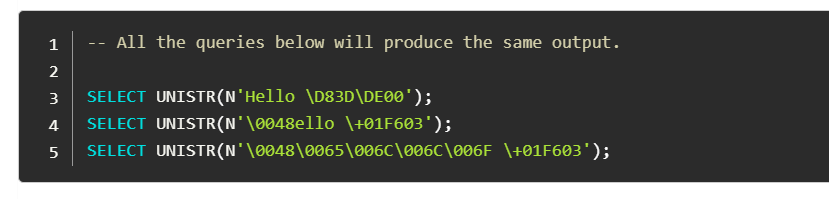 1 -- All the queries below will produce the same output.
2
3 SELECT UNISTR(N'Hello \D83D\DE00');
4 SELECT UNISTR(N'\0048ello \+01F603');
5 SELECT UNISTR(N'\0048\0065\006C\006C\006F \+01F603');